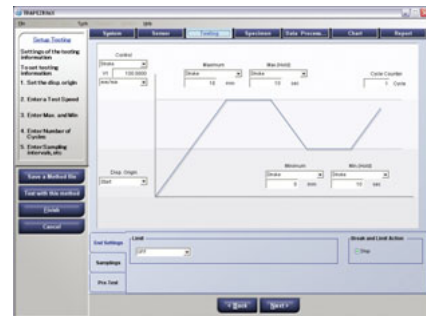 File
Help
System Sensor Testing Specimen Data Process... Chart Report
Setup Testing
Settings of the testing information
To set testing information
1. Set the disp. origin
2. Enter a Test Speed
3. Enter Max. and Min
4. Enter Number of Cycles
5. Enter Sampling intervals, etc.
Save a Method file
Test with this method
Finish
Cancel
Control
Stroke
V1 100.0000
mm/min
Maximum
Stroke
10 mm
Max.(Hold)
Stroke
10 sec
Cycle Counter
1 Cycle
Disp. Origin
Start
Minimum
Stroke
5 mm
Min.(Hold)
Stroke
10 sec
End Settings
Samplings
Pre Test
Limit
OFF
Break and Limit Action
Stop
< Back Next >